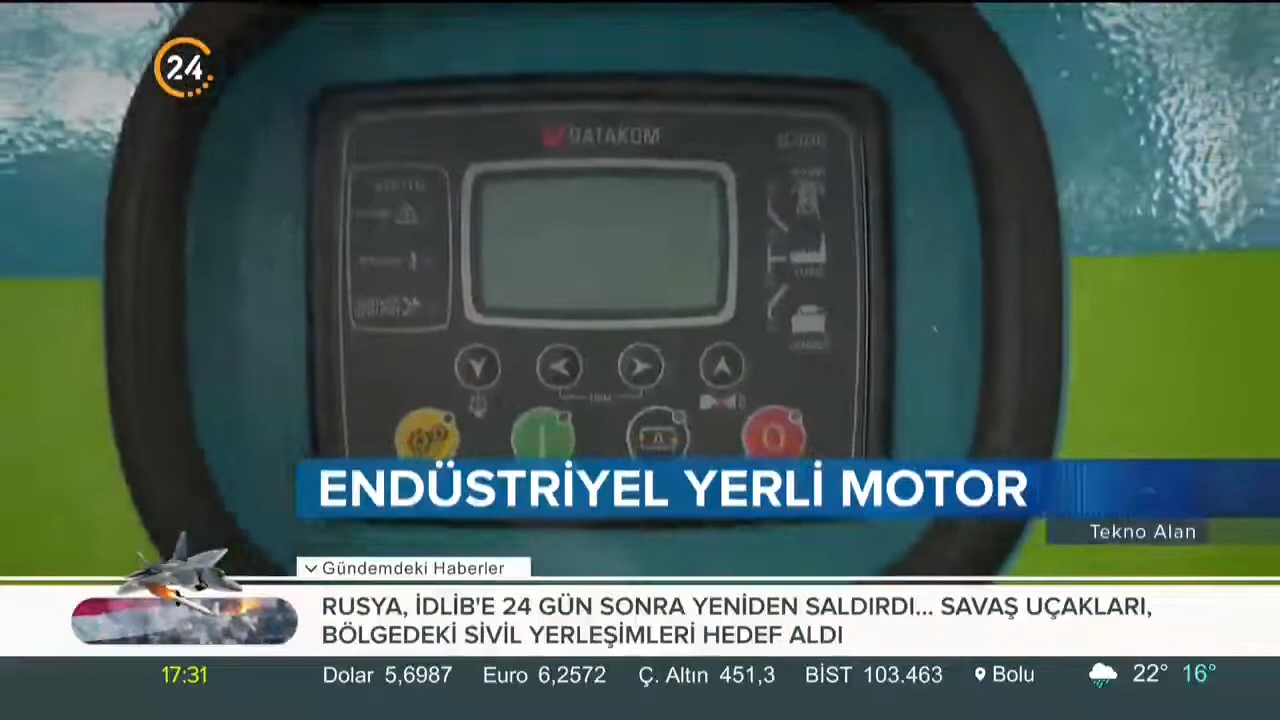 24
DATAKOM
ENDÜSTRİYEL YERLİ MOTOR
Tekno Alan
Gündemdeki Haberler
RUSYA, İDLİB'E 24 GÜN SONRA YENİDEN SALDIRDI... SAVAŞ UÇAKLARI,
BÖLGEDEKİ SİVİL YERLEŞİMLERİ HEDEF ALDI
17:31 Dolar 5,6987 Euro 6,2572 Ç. Altın 451,3 BİST 103.463 Bolu 22° 16°